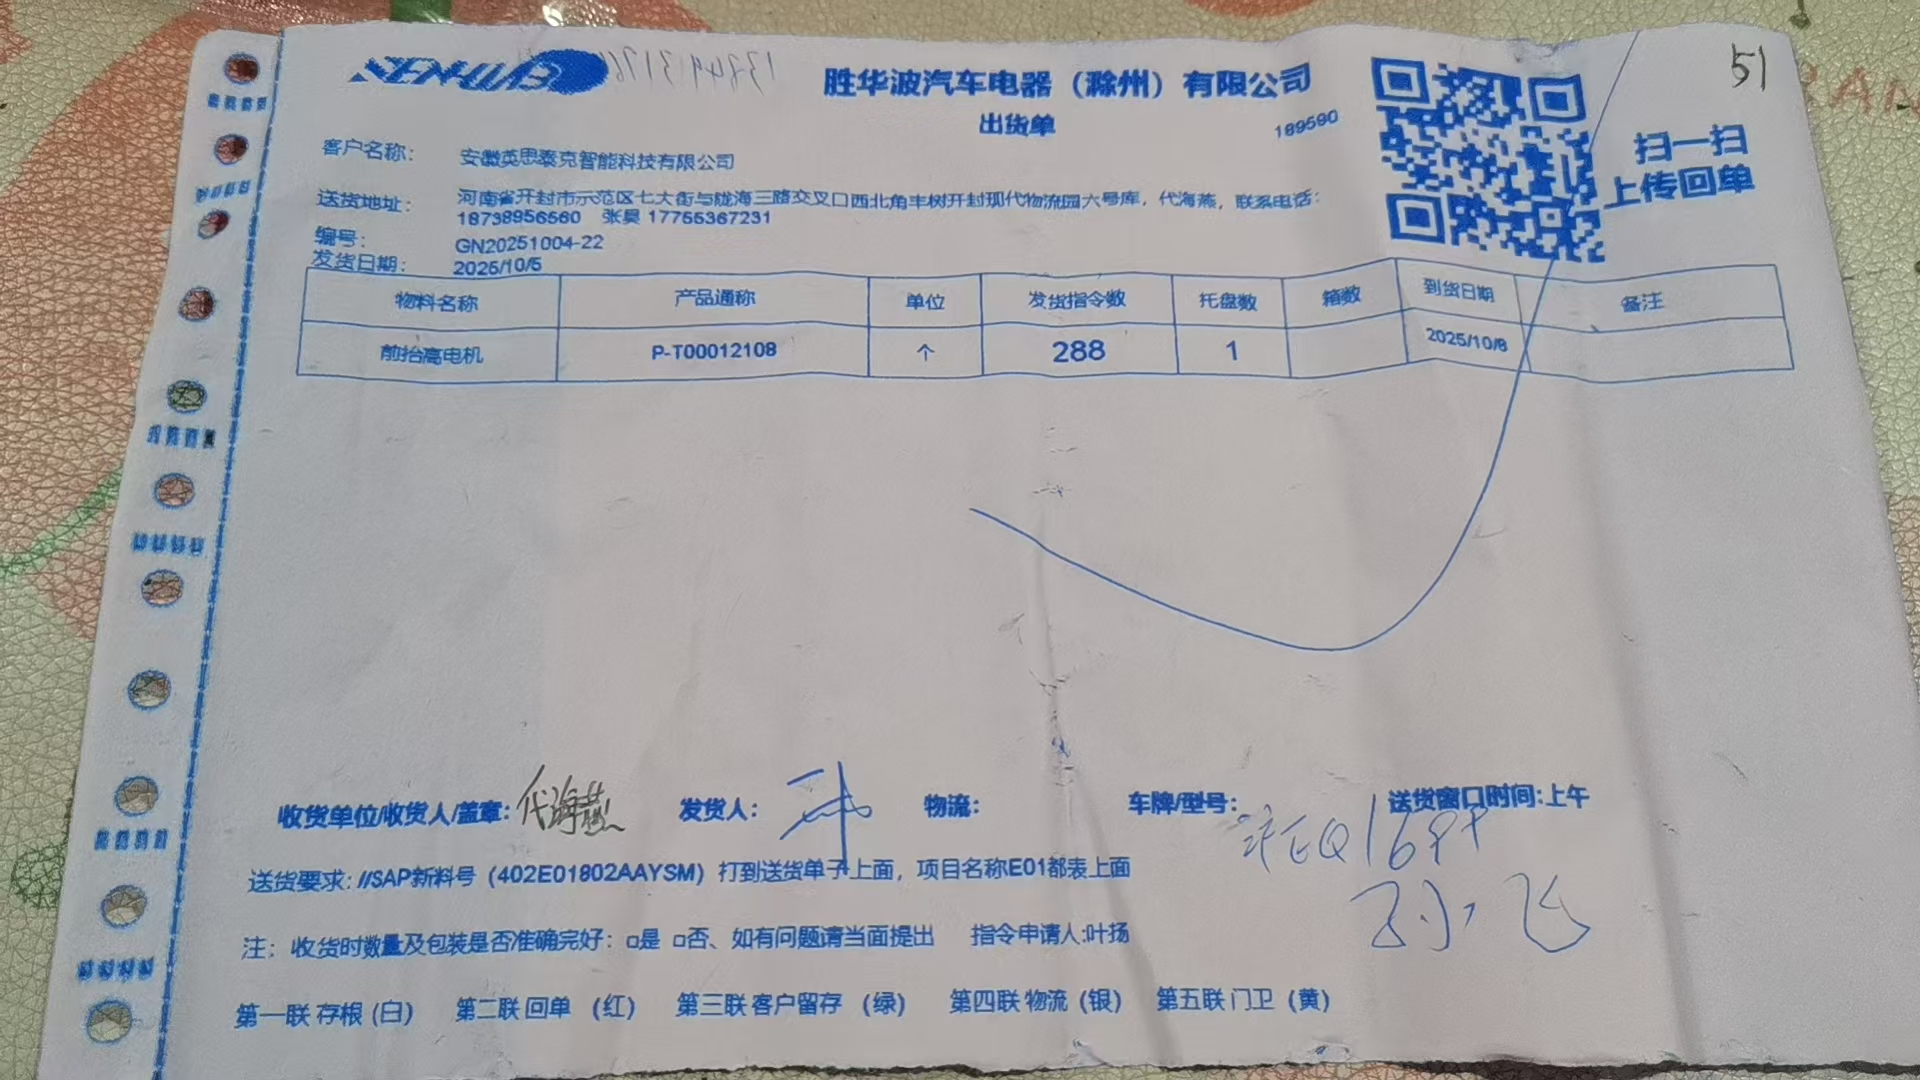 SENHWB
胜华波汽车电器（滁州）有限公司
51
出货单
189590
扫一扫
上传回单
客户名称： 安徽英思泰克智能科技有限公司
送货地址： 河南省开封市示范区七大街与陇海三路交叉口西北角丰树开封现代物流园六号库，代海燕，联系电话：
18738956560 张昊 17755367231
编号： GN20251004-22
发货日期： 2025/10/5
物料名称 产品通称 单位 发货指令数 托盘数 箱数 到货日期 备注
前抬高电机 P-T00012108 个 288 1 2025/10/8
收货单位/收货人/盖章：代海燕 发货人： 物流： 车牌/型号： 送货窗口时间:上午
送货要求：//SAP新料号（402E01802AAYSM）打到送货单子上面，项目名称E01都表上面
孙飞
注：收货时数量及包装是否准确完好：□是 □否、如有问题请当面提出 指令申请人:叶扬
第一联 存根 (白) 第二联 回单 （红） 第三联 客户留存 （绿） 第四联 物流（银） 第五联 门卫（黄）